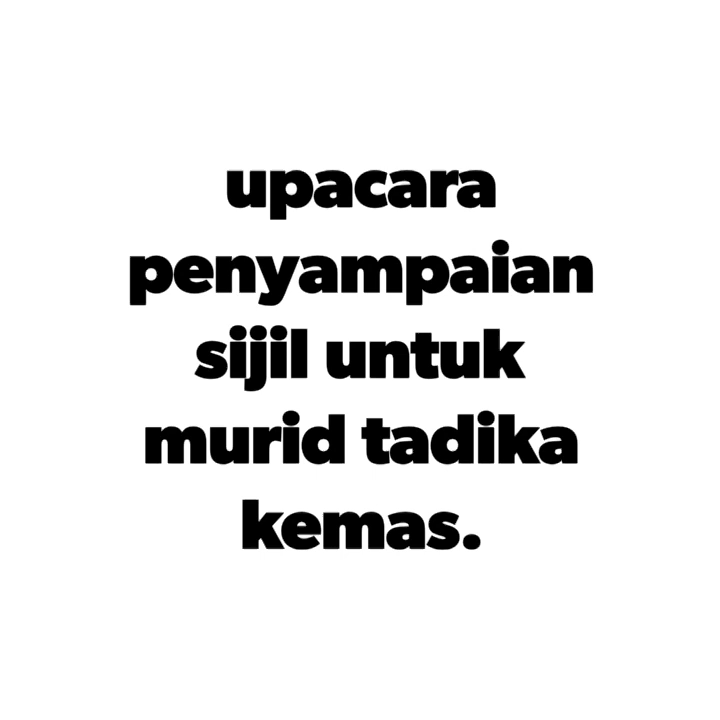 upacara
penyampaian
sijil untuk
murid tadika
kemas.